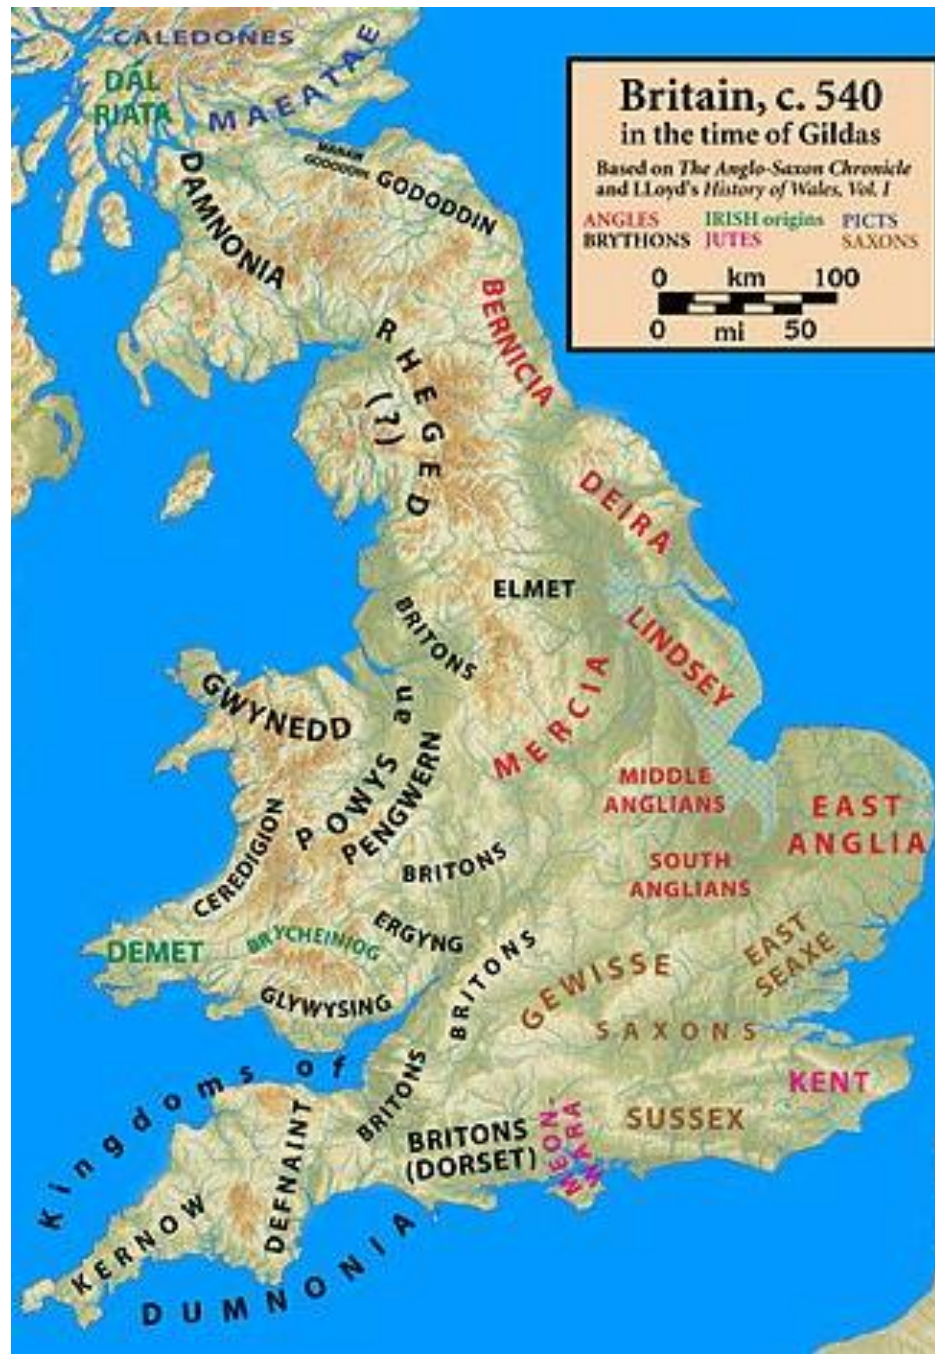 CALEDONES
DÁL
RIATA
MAEATAE
Britain, c. 540
in the time of Gildas
Based on The Anglo-Saxon Chronicle
and LLoyd's History of Wales, Vol. I
ANGLES IRISH origins PICTS
BRYTHONS JUTES SAXONS
0 km 100
0 mi 50
MANAW
GODODDIN
GODODDIN
DAMNONIA
BERNICIA
RHEGED
(?)
DEIRA
ELMET
BRITONS
LINDSEY
GWYNEDD
MERCIA
POWYS
PENGWERN
MIDDLE
ANGLIANS
EAST
ANGLIA
CEREDIGION
BRITONS
SOUTH
ANGLIANS
DEMET
BRYCHEINIOG
ERGYNG
BRITONS
GEWISSE
EAST
SEAXE
GLYWYSING
SAXONS
Kingdoms of
BRITONS
KENT
BRITONS
(DORSET)
MEON-
WARA
SUSSEX
DEFNAINT
KERNOW
DUMNONIA